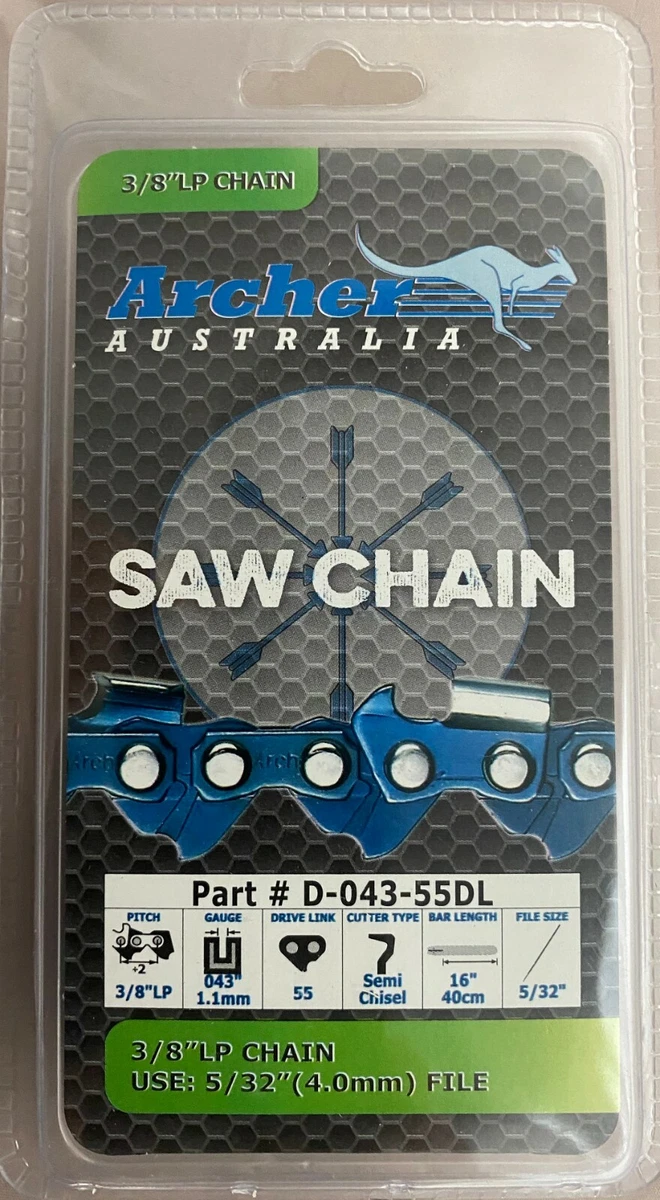 3/8"LP CHAIN
Archer
AUSTRALIA
SAW CHAIN
Archer
Part # D-043-55DL
PITCH GAUGE DRIVE LINK CUTTER TYPE BAR LENGTH FILE SIZE
÷2
3/8"LP 043" 1.1mm 55 Semi Chisel 16" 40cm 5/32"
3/8"LP CHAIN
USE: 5/32"(4.0mm) FILE